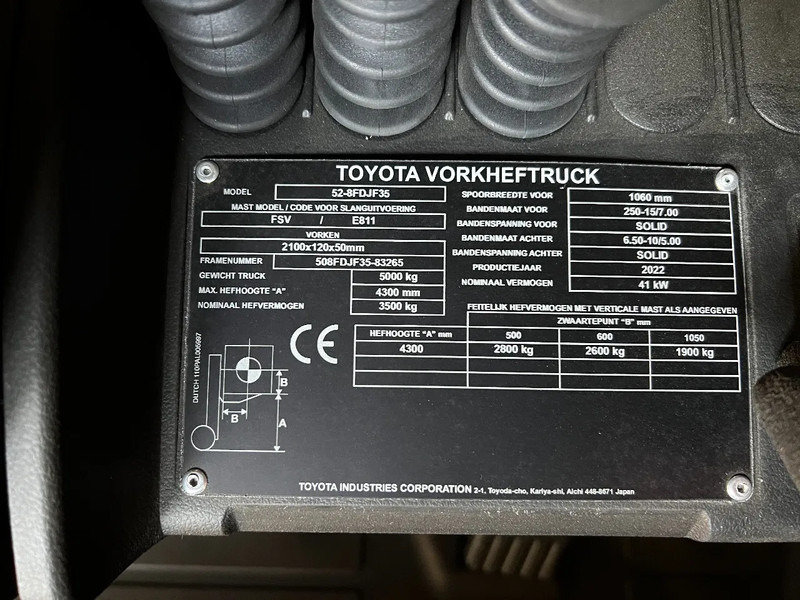 TOYOTA VORKHEFTRUCK
MODEL 52-8FDJF35
MAST MODEL / CODE VOOR SLANGUITVOERING
FSV / E811
VORKEN
2100x120x50mm
FRAMENUMMER 508FDJF35-83265
GEWICHT TRUCK 5000 kg
MAX. HEFHOOGTE "A" 4300 mm
NOMINAAL HEFVERMOGEN 3500 kg
SPOORBREEDTE VOOR 1060 mm
BANDENMAAT VOOR 250-15/7.00
BANDENSPANNING VOOR SOLID
BANDENMAAT ACHTER 6.50-10/5.00
BANDENSPANNING ACHTER SOLID
PRODUCTIEJAAR 2022
NOMINAAL VERMOGEN 41 kW
FEITELIJK HEFVERMOGEN MET VERTICALE MAST ALS AANGEGEVEN
ZWAARTEPUNT "B" mm
HEFHOOGTE "A" mm 500 600 1050
4300 2800 kg 2600 kg 1900 kg
CE
DUTCH 110PAL006997
B
B
A
TOYOTA INDUSTRIES CORPORATION 2-1, Toyoda-cho, Kariya-shi, Aichi 448-8671 Japan